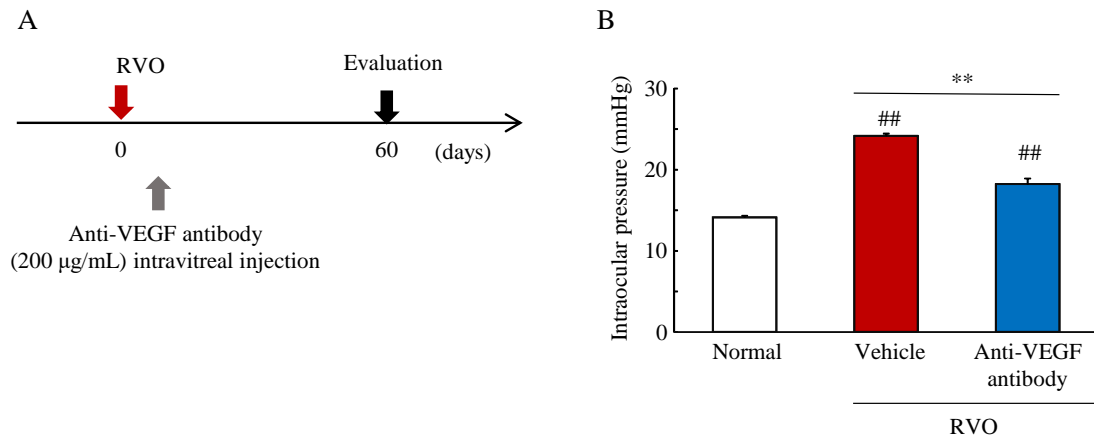 A
RVO
Evaluation
0
60
(days)
Anti-VEGF antibody
(200 μg/mL) intravitreal injection
B
Intraocular pressure (mmHg)
30
20
10
0
**
##
##
Normal
Vehicle
Anti-VEGF
antibody
RVO